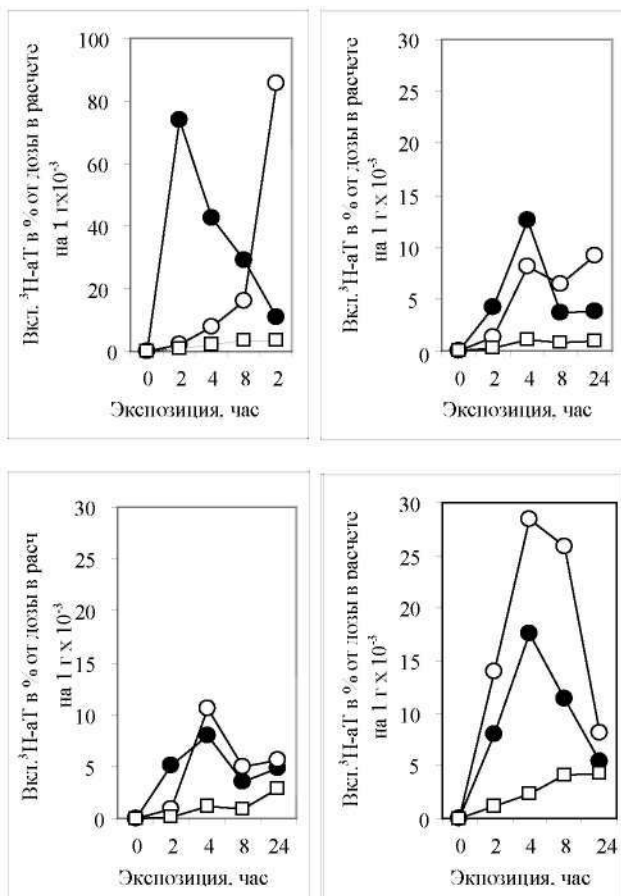 Вкл. ³Н-аТ в % от дозы в расчете
на 1 гх10⁻³
100
80
60
40
20
0
0 2 4 8 2
Экспозиция, час
Вкл. ³Н-аТ в % от дозы в расчете
на 1 г х 10⁻³
30
25
20
15
10
5
0
0 2 4 8 24
Экспозиция, час
Вкл. ³Н-аТ в % от дозы в расч
на 1 г х 10⁻³
30
25
20
15
10
5
0
0 2 4 8 24
Экспозиция, час
Вкл. ³Н-аТ в % от дозы в расчете
на 1 г х 10⁻³
30
25
20
15
10
5
0
0 2 4 8 24
Экпозиция, час